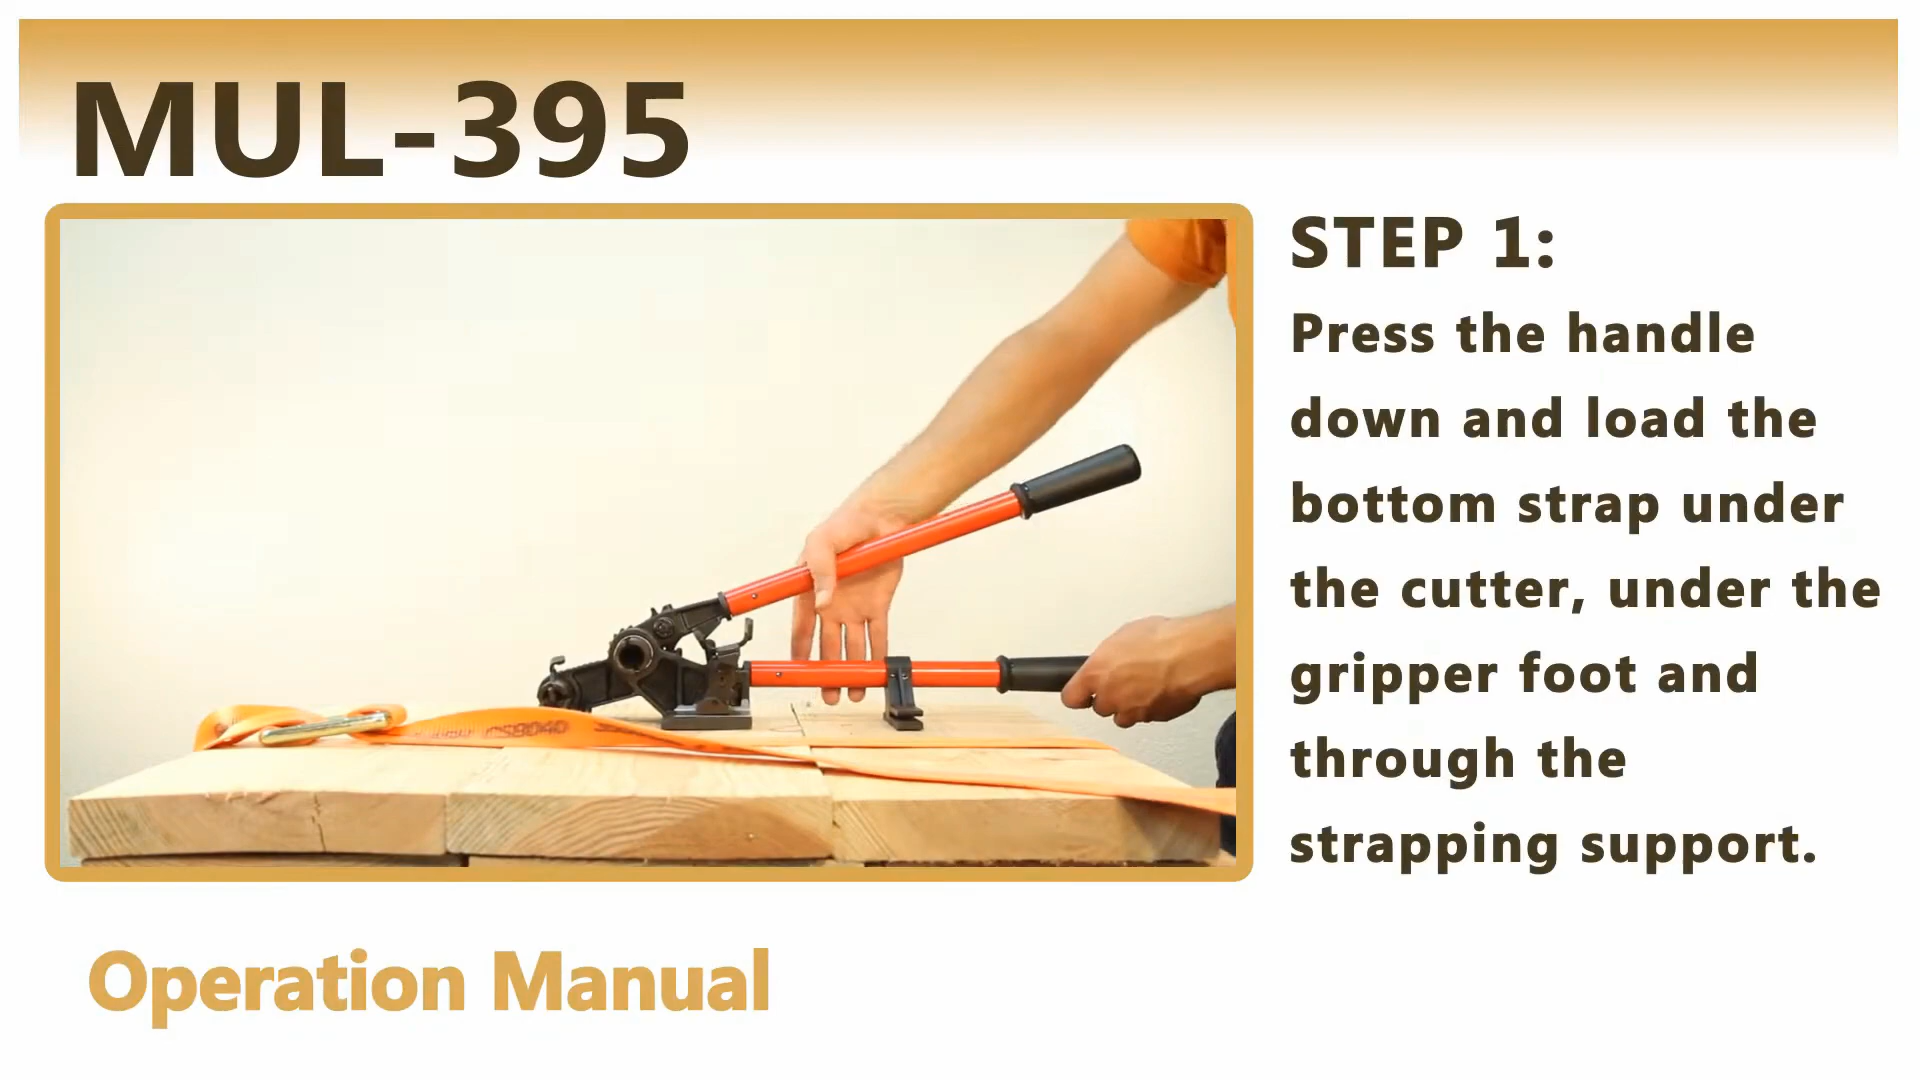 MUL-395
STEP 1:
Press the handle
down and load the
bottom strap under
the cutter, under the
gripper foot and
through the
strapping support.
Operation Manual